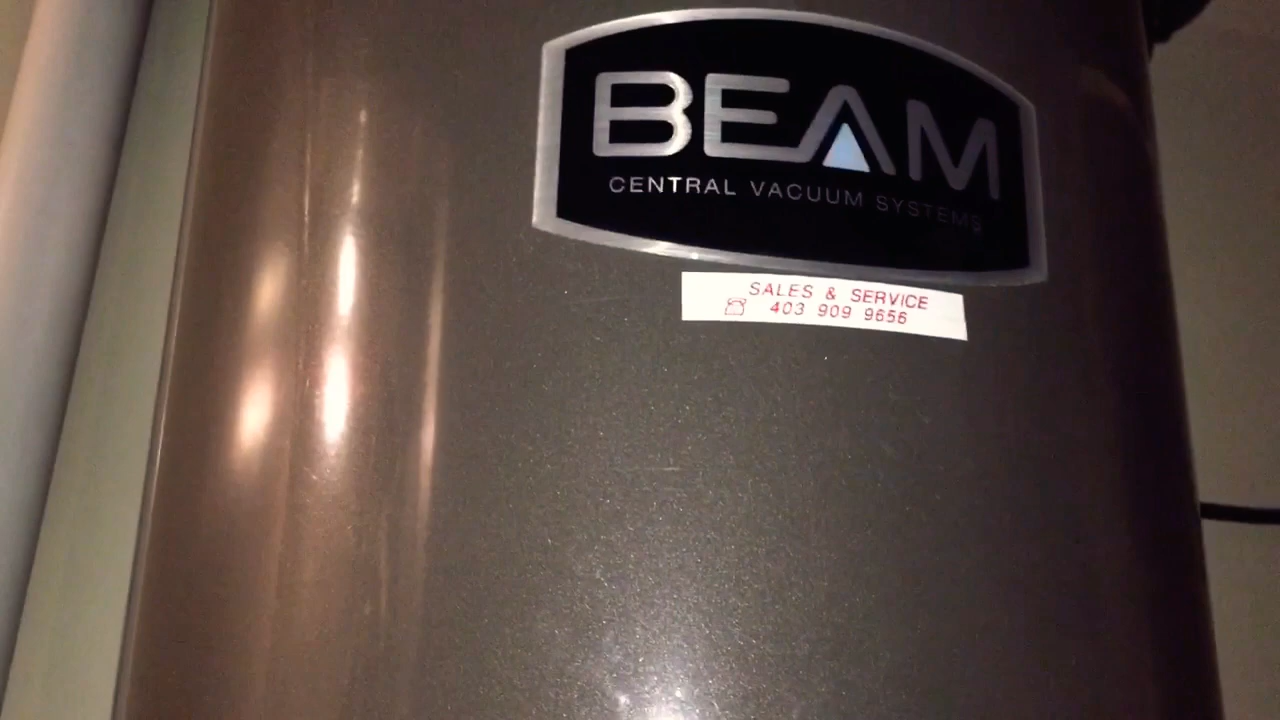 BEAM
CENTRAL VACUUM SYSTEMS
SALES & SERVICE
☎ 403 909 9656